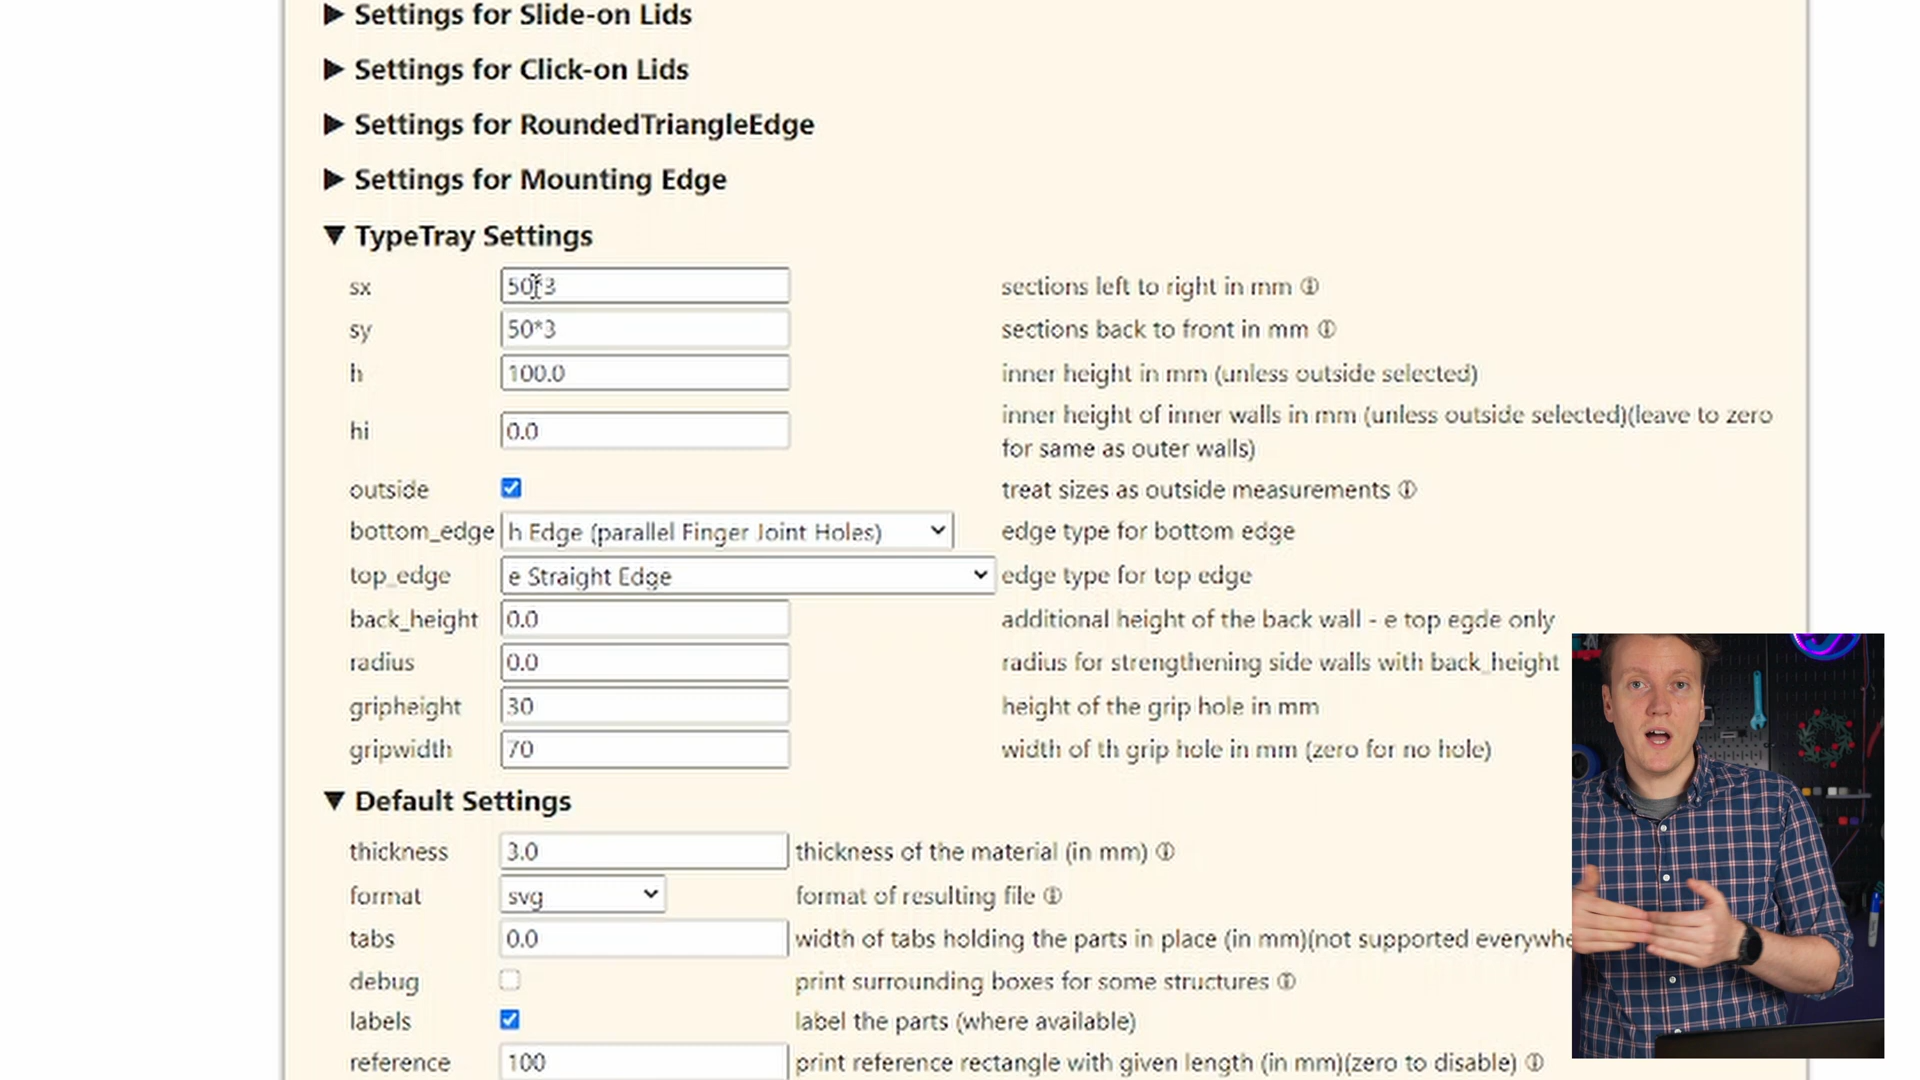 ▶ Settings for Slide-on Lids
▶ Settings for Click-on Lids
▶ Settings for RoundedTriangleEdge
▶ Settings for Mounting Edge
▼ TypeTray Settings
sx 50*3 sections left to right in mm ⓘ
sy 50*3 sections back to front in mm ⓘ
h 100.0 inner height in mm (unless outside selected)
hi 0.0 inner height of inner walls in mm (unless outside selected)(leave to zero
for same as outer walls)
outside treat sizes as outside measurements ⓘ
bottom_edge h Edge (parallel Finger Joint Holes) edge type for bottom edge
top_edge e Straight Edge edge type for top edge
back_height 0.0 additional height of the back wall - e top egde only
radius 0.0 radius for strengthening side walls with back_height
gripheight 30 height of the grip hole in mm
gripwidth 70 width of th grip hole in mm (zero for no hole)
▼ Default Settings
thickness 3.0 thickness of the material (in mm) ⓘ
format svg format of resulting file ⓘ
tabs 0.0 width of tabs holding the parts in place (in mm)(not supported everywhe
debug print surrounding boxes for some structures ⓘ
labels label the parts (where available)
reference 100 print reference rectangle with given length (in mm)(zero to disable) ⓘ